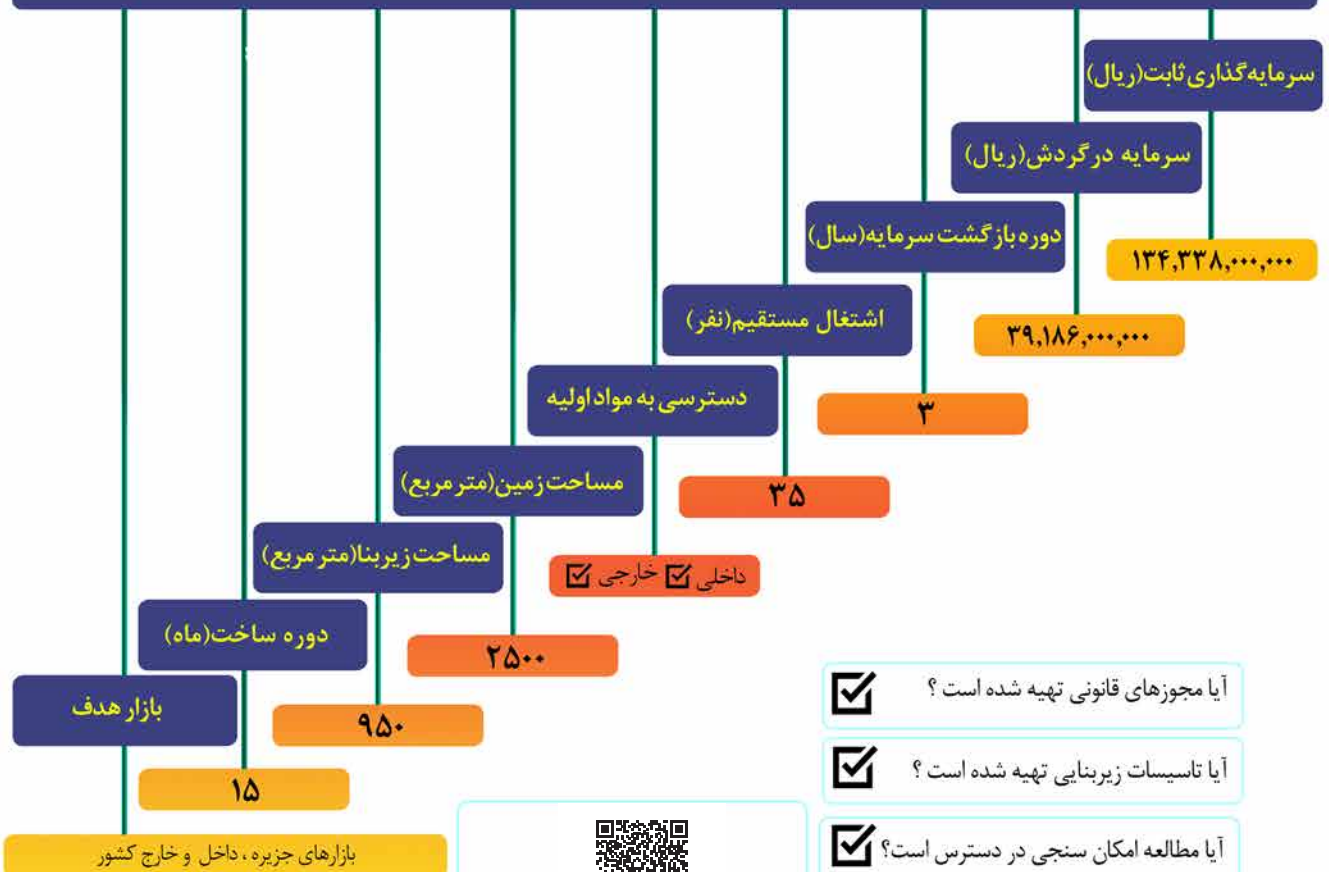 سرمایه‌گذاری ثابت(ریال)
۱۳۴,۳۳۸,۰۰۰,۰۰۰
سرمایه در گردش(ریال)
۳۹,۱۸۶,۰۰۰,۰۰۰
دوره بازگشت سرمایه(سال)
۳
اشتغال مستقیم(نفر)
۳۵
دسترسی به مواد اولیه
داخلی ☑ خارجی ☑
مساحت زمین(متر مربع)
۲۵۰۰
مساحت زیربنا(متر مربع)
۹۵۰
دوره ساخت(ماه)
۱۵
بازار هدف
بازارهای جزیره ، داخل و خارج کشور
آیا مجوزهای قانونی تهیه شده است ؟ ☑
آیا تاسیسات زیربنایی تهیه شده است ؟ ☑
آیا مطالعه امکان سنجی در دسترس است؟ ☑